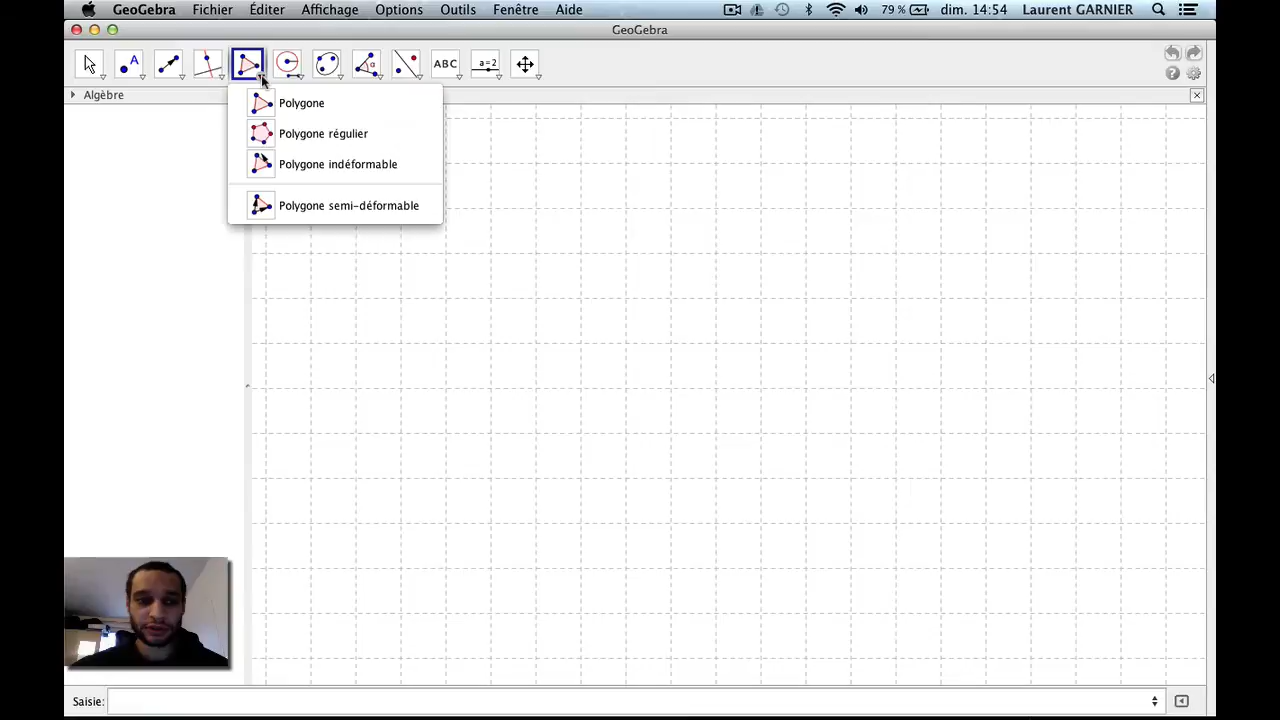 GeoGebra Fichier Éditer Affichage Options Outils Fenêtre Aide 79 % dim. 14:54 Laurent GARNIER
GeoGebra
A ABC a=2
Algèbre
Polygone
Polygone régulier
Polygone indéformable
Polygone semi-déformable
Saisie: